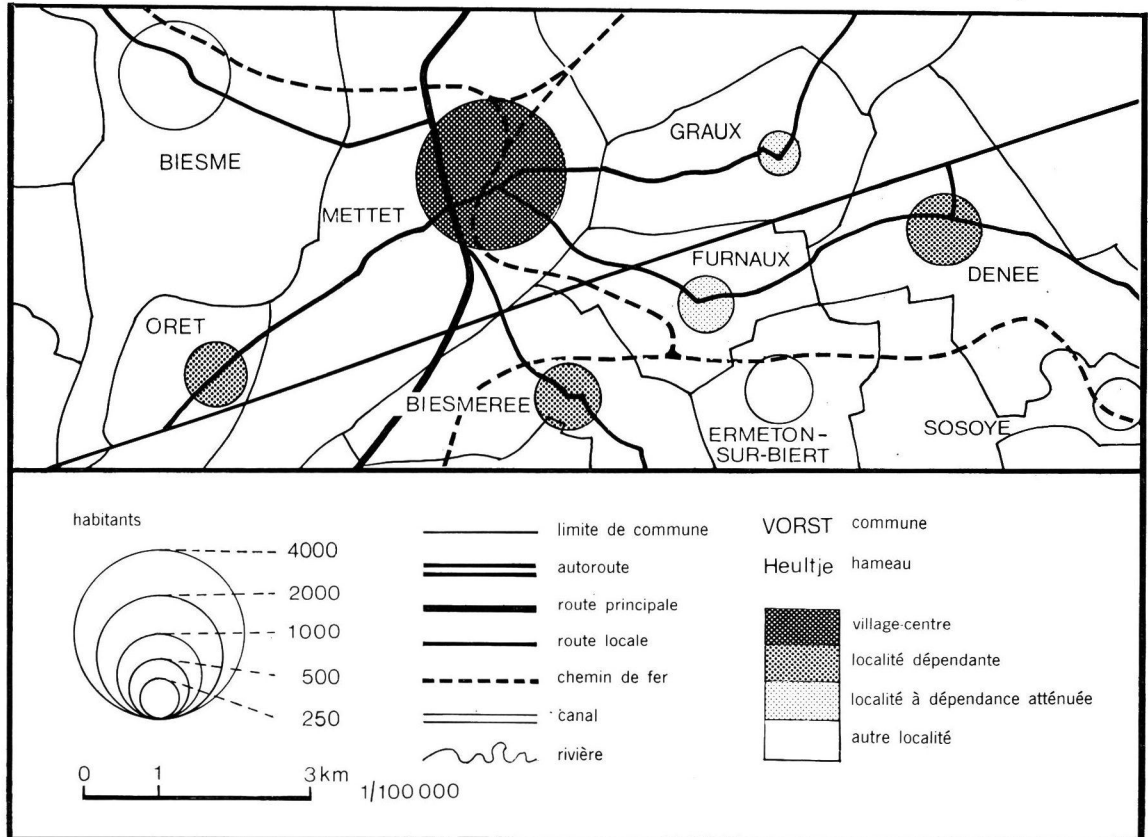 GRAUX
BIESME
METTET
FURNAUX
DENEE
ORET
BIESMEREE
ERMETON-
SUR-BIERT
SOSOYE
habitants
4000
2000
1000
500
250
0 1 3 km
1/100 000
limite de commune
autoroute
route principale
route locale
chemin de fer
canal
rivière
VORST commune
Heultje hameau
village-centre
localité dépendante
localité à dépendance atténuée
autre localité